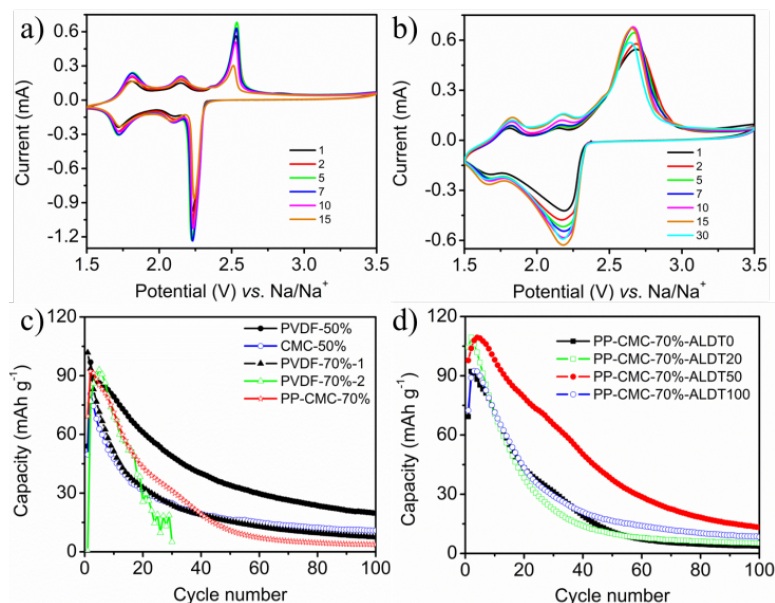 a)
Current (mA)
0.6
0.3
0.0
-0.3
-0.6
-0.9
-1.2
1
2
5
7
10
15
1.5 2.0 2.5 3.0 3.5
Potential (V) vs. Na/Na⁺
b)
Current (mA)
0.6
0.3
0.0
-0.3
-0.6
1
2
5
7
10
15
30
1.5 2.0 2.5 3.0 3.5
Potential (V) vs. Na/Na⁺
c)
Capacity (mAh g⁻¹)
120
90
60
30
0
PVDF-50%
CMC-50%
PVDF-70%-1
PVDF-70%-2
PP-CMC-70%
0 20 40 60 80 100
Cycle number
d)
Capacity (mAh g⁻¹)
120
90
60
30
0
PP-CMC-70%-ALDT0
PP-CMC-70%-ALDT20
PP-CMC-70%-ALDT50
PP-CMC-70%-ALDT100
0 20 40 60 80 100
Cycle number